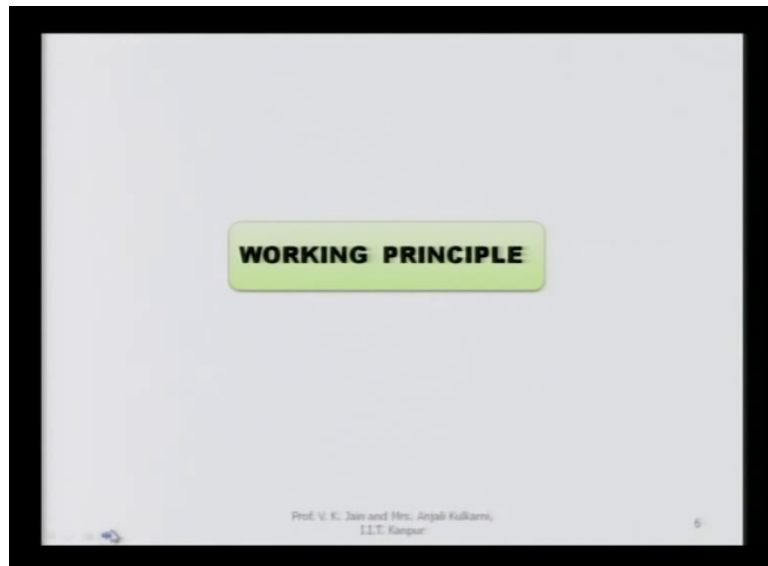 WORKING PRINCIPLE
Prof. V. K. Jain and Mrs. Anjali Kulkarni,
I.I.T. Kanpur
6